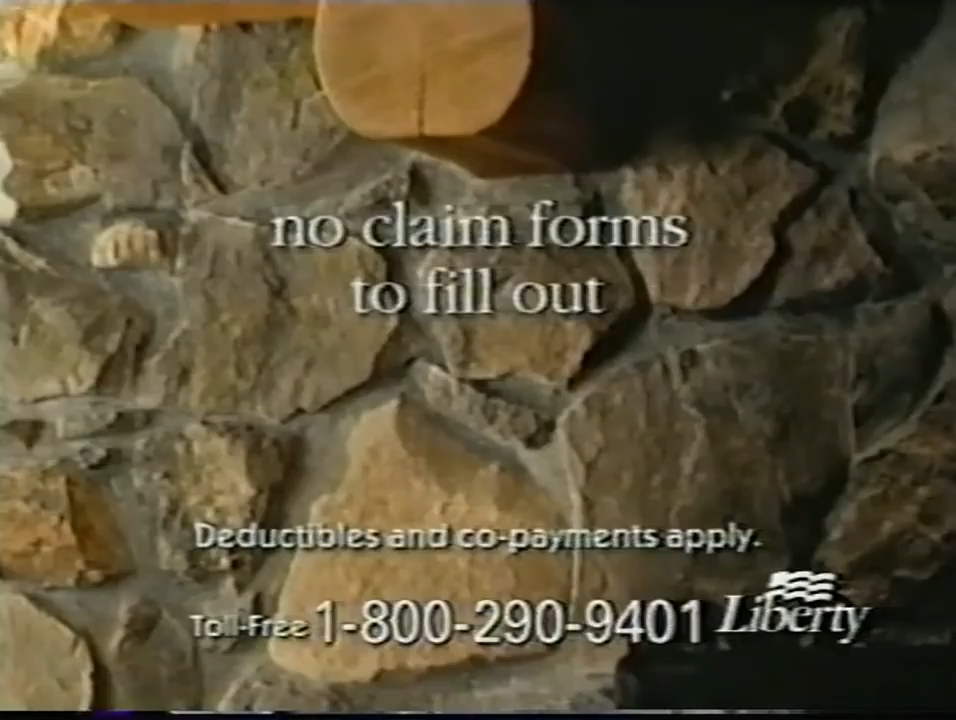 no claim forms
to fill out
Deductibles and co-payments apply.
Toll-Free 1-800-290-9401 Liberty